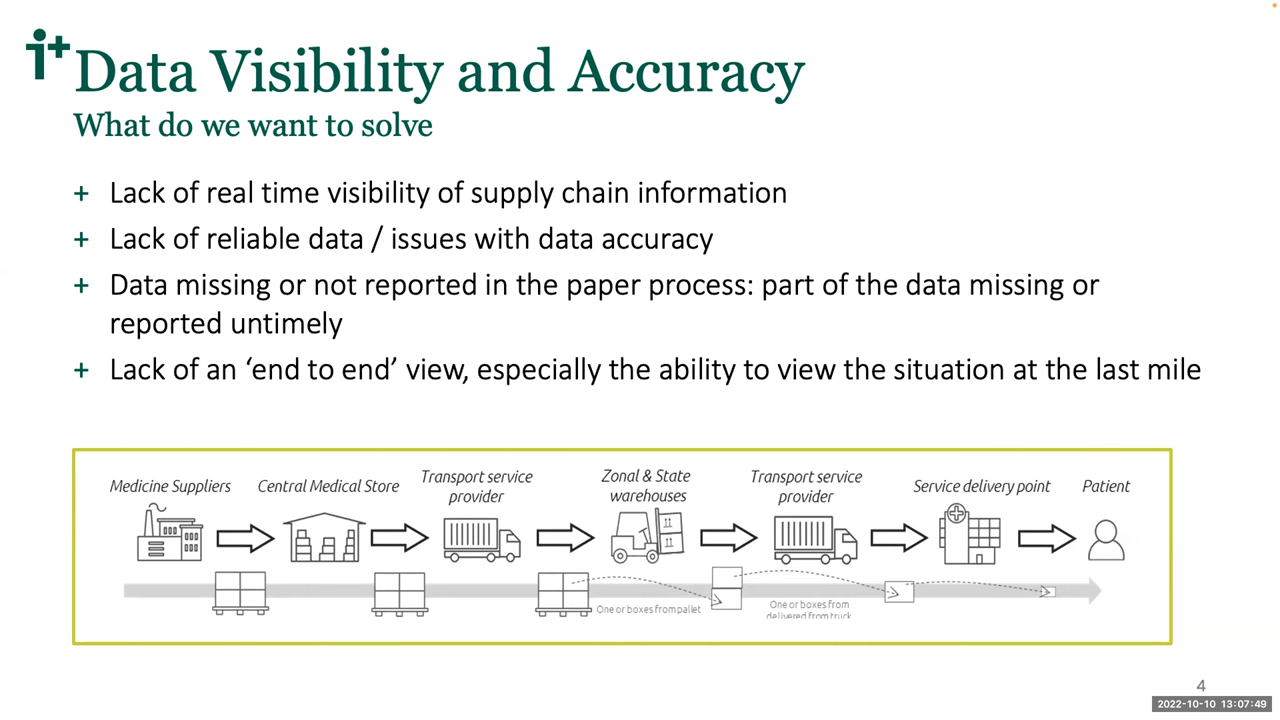 i+
Data Visibility and Accuracy
What do we want to solve
+ Lack of real time visibility of supply chain information
+ Lack of reliable data / issues with data accuracy
+ Data missing or not reported in the paper process: part of the data missing or
reported untimely
+ Lack of an ‘end to end’ view, especially the ability to view the situation at the last mile
Medicine Suppliers
Central Medical Store
Transport service
provider
Zonal & State
warehouses
Transport service
provider
Service delivery point
Patient
One or boxes from pallet
One or boxes from
delivered from truck
4
2022-10-10 13:07:49